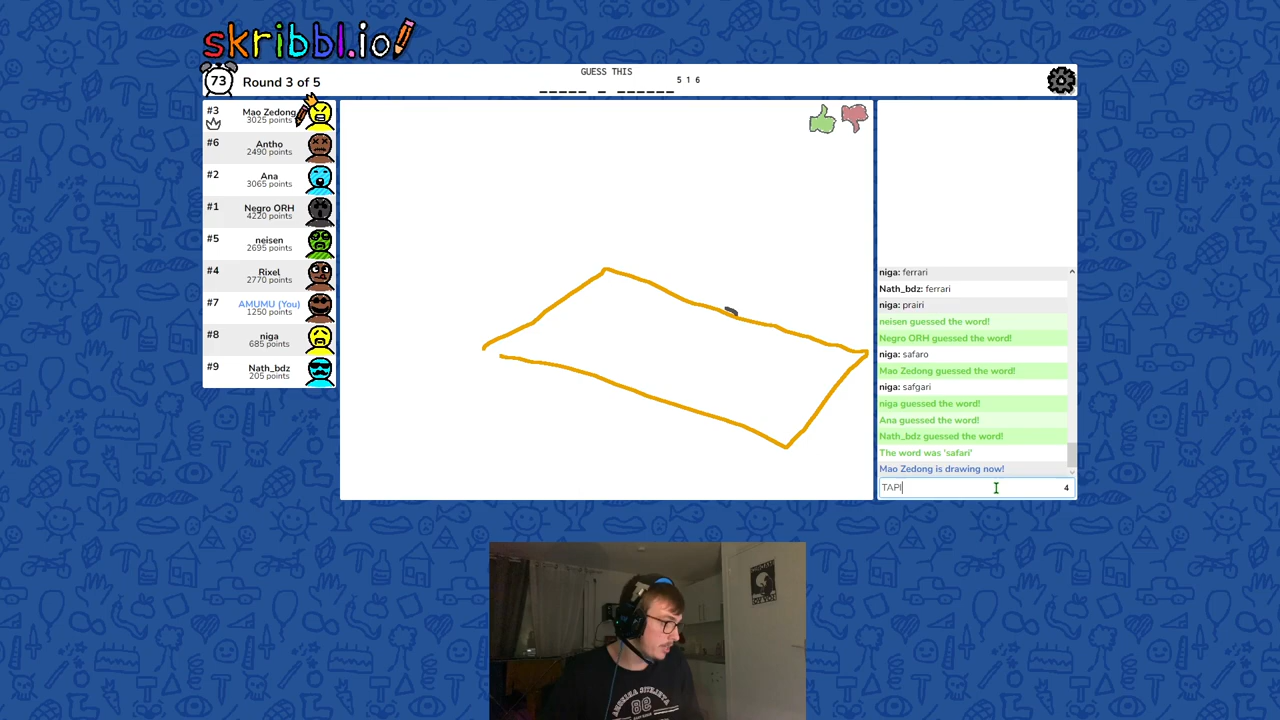 skribbl.io
73
Round 3 of 5
GUESS THIS
_____ _ ______ 5 1 6
#3 Mao Zedong
3025 points
#6 Antho
2490 points
#2 Ana
3065 points
#1 Negro ORH
4220 points
#5 neisen
2695 points
#4 Rixel
2770 points
#7 AMUMU (You)
1250 points
#8 niga
685 points
#9 Nath_bdz
205 points
niga: ferrari
Nath_bdz: ferrari
niga: prairi
neisen guessed the word!
Negro ORH guessed the word!
niga: safaro
Mao Zedong guessed the word!
niga: safgari
niga guessed the word!
Ana guessed the word!
Nath_bdz guessed the word!
The word was 'safari'
Mao Zedong is drawing now!
TAPI 4